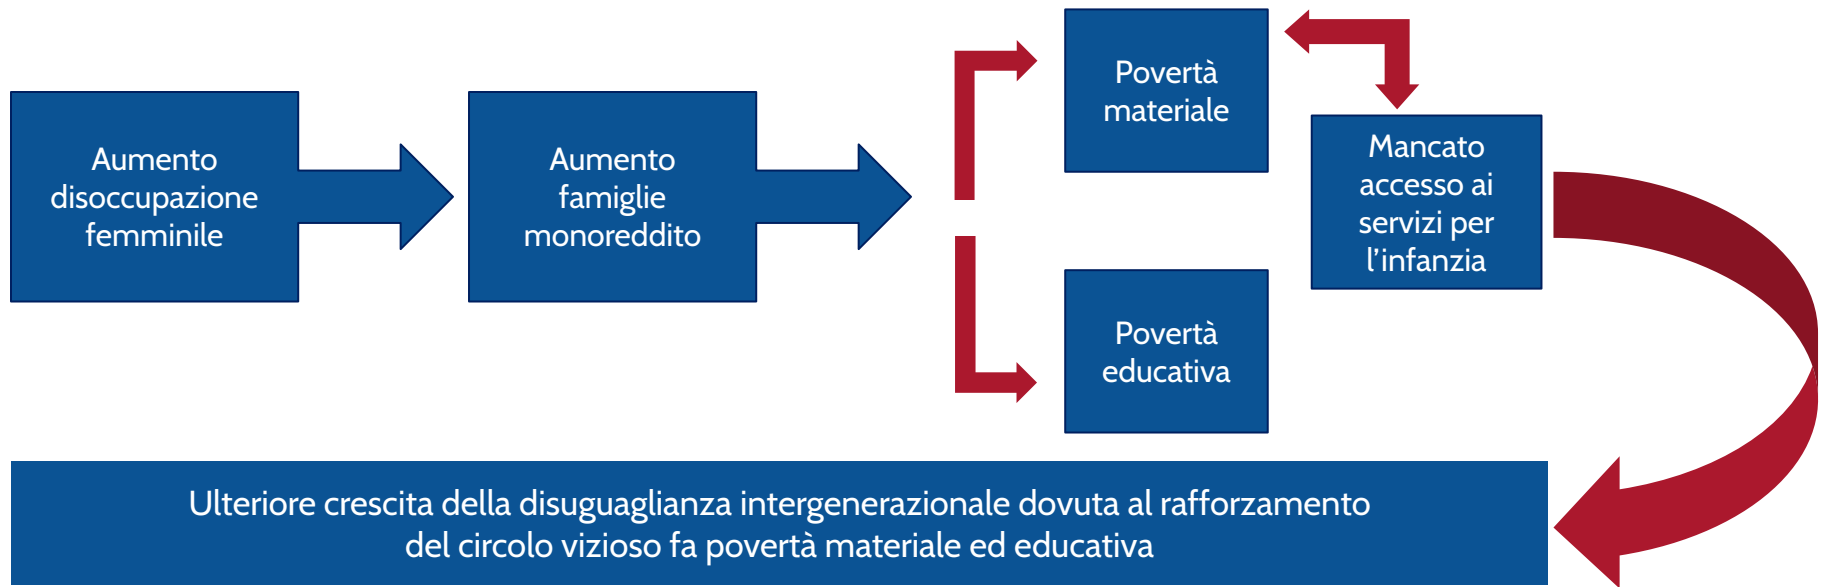 Aumento
disoccupazione
femminile
Aumento
famiglie
monoreddito
Povertà
materiale
Mancato
accesso ai
servizi per
l'infanzia
Povertà
educativa
Ulteriore crescita della disuguaglianza intergenerazionale dovuta al rafforzamento
del circolo vizioso fa povertà materiale ed educativa